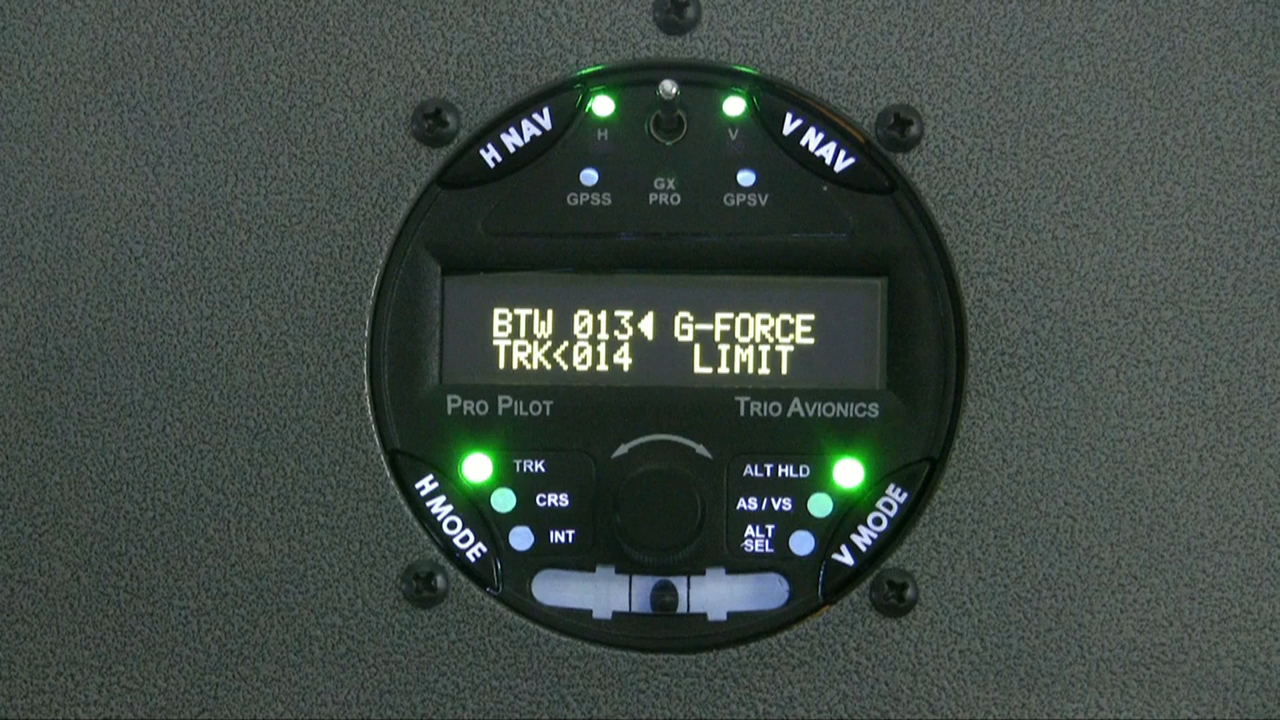 H NAV
V NAV
H
V
GPSS
GX
PRO
GPSV
BTW 013◀ G-FORCE
TRK<014 LIMIT
PRO PILOT
TRIO AVIONICS
TRK
ALT HLD
CRS
AS / VS
INT
ALT
SEL
H MODE
V MODE